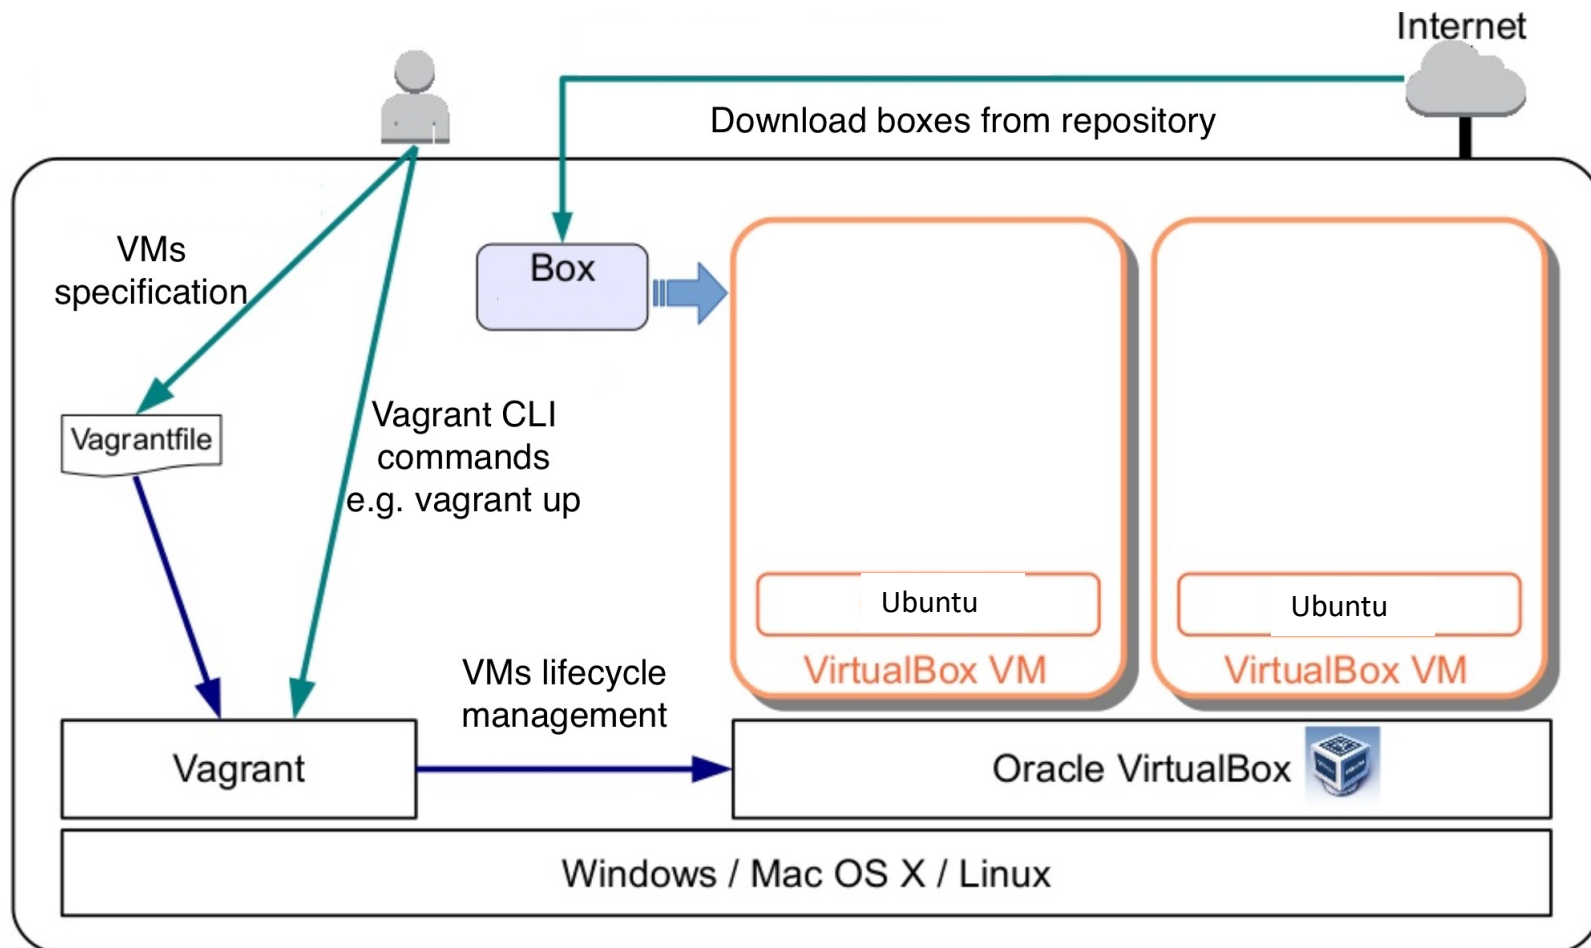 Internet
Download boxes from repository
VMs
specification
Box
Vagrantfile
Vagrant CLI
commands
e.g. vagrant up
Ubuntu
Ubuntu
VirtualBox VM
VirtualBox VM
VMs lifecycle
management
Vagrant
Oracle VirtualBox
Windows / Mac OS X / Linux